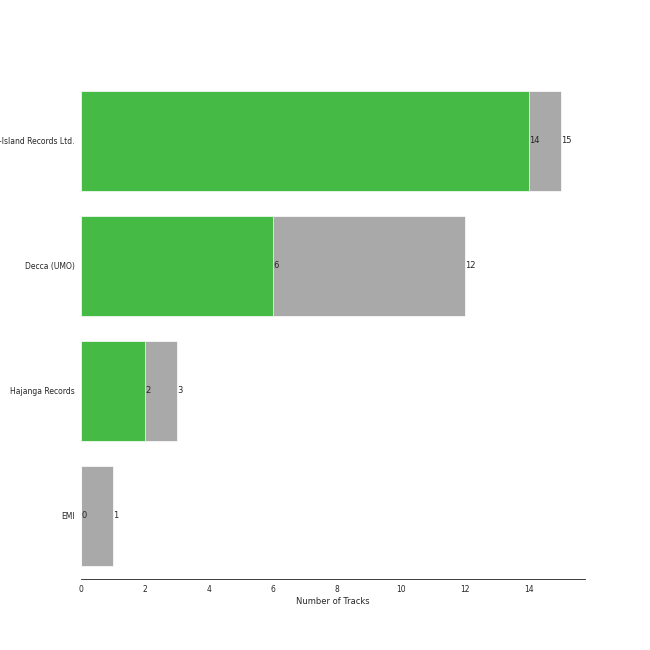 -Island Records Ltd.
14
15
Decca (UMO)
6
12
Hajanga Records
2
3
EMI
0
1
0 2 4 6 8 10 12 14
Number of Tracks